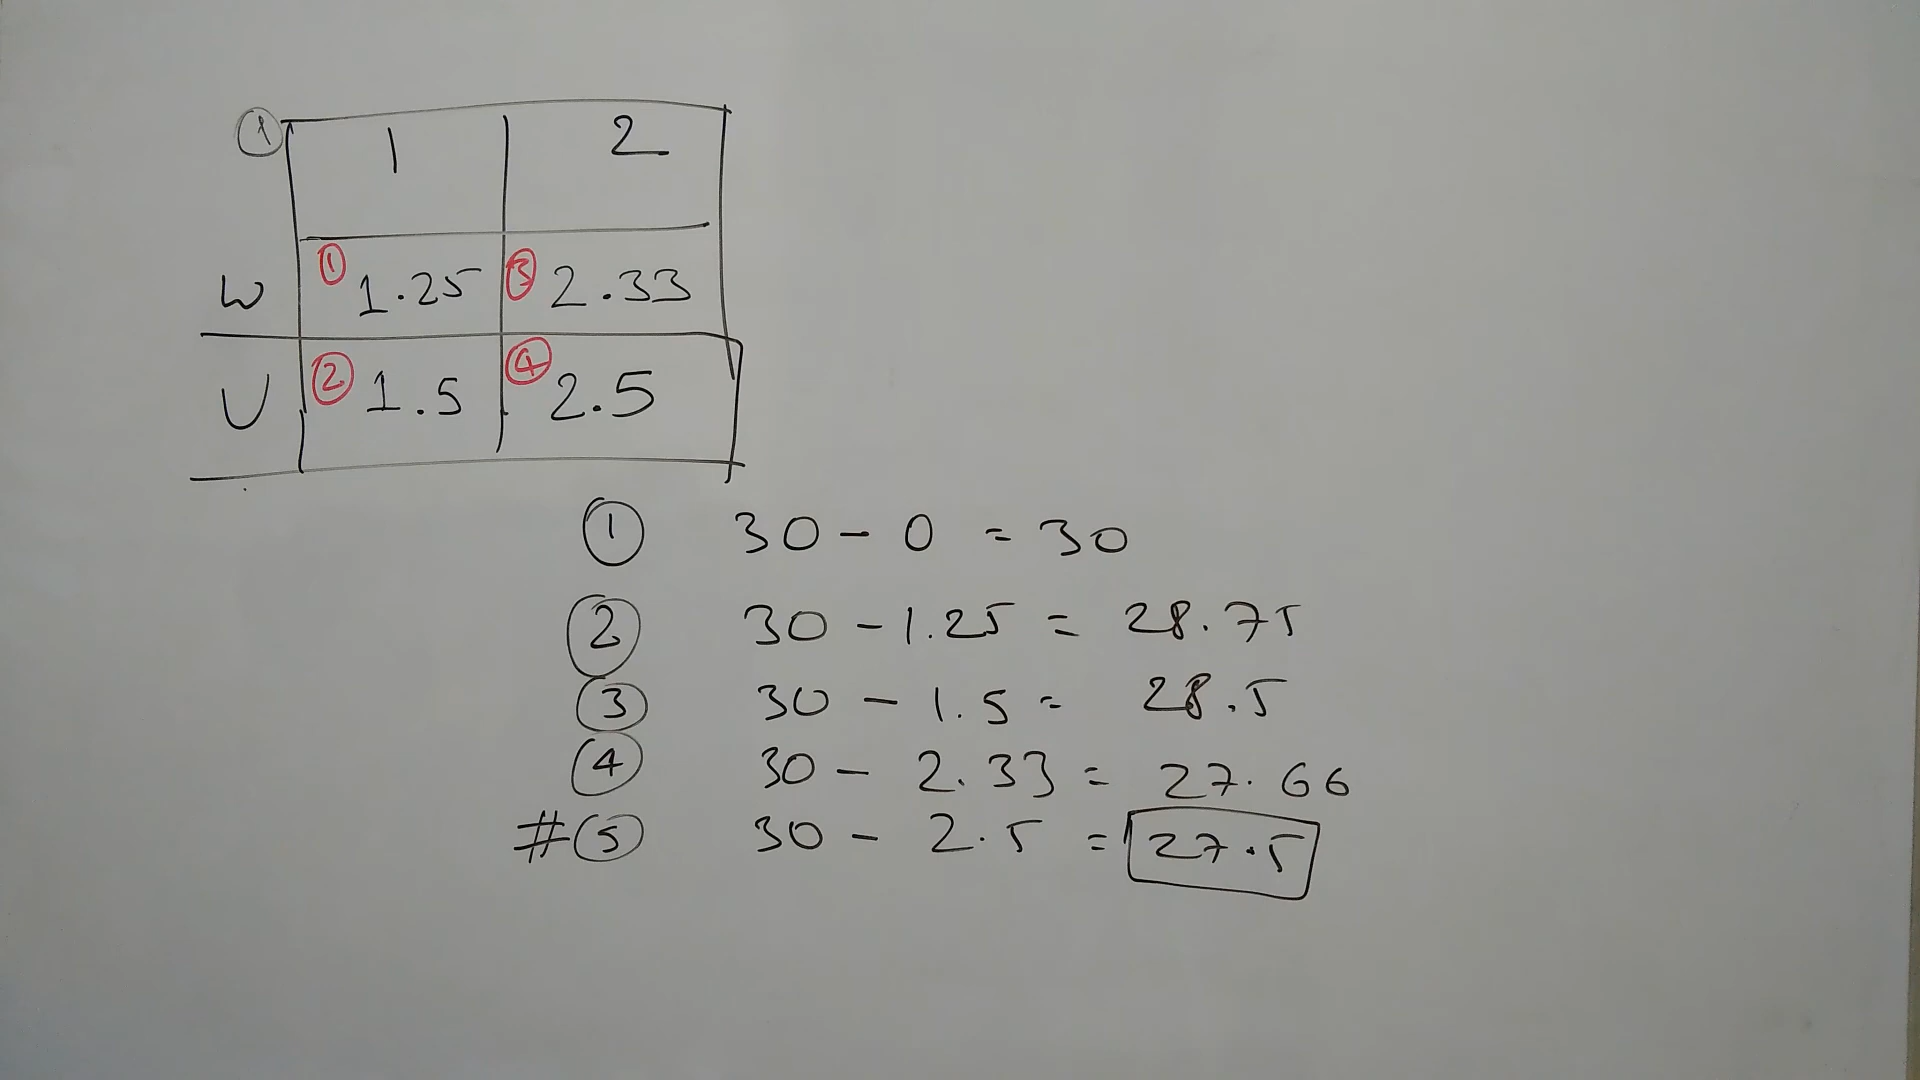 ① 1 2
W ① 1.25 ③ 2.33
U ② 1.5 ④ 2.5
① 30 - 0 = 30
② 30 - 1.25 = 28.75
③ 30 - 1.5 = 28.5
④ 30 - 2.33 = 27.66
#⑤ 30 - 2.5 = 27.5